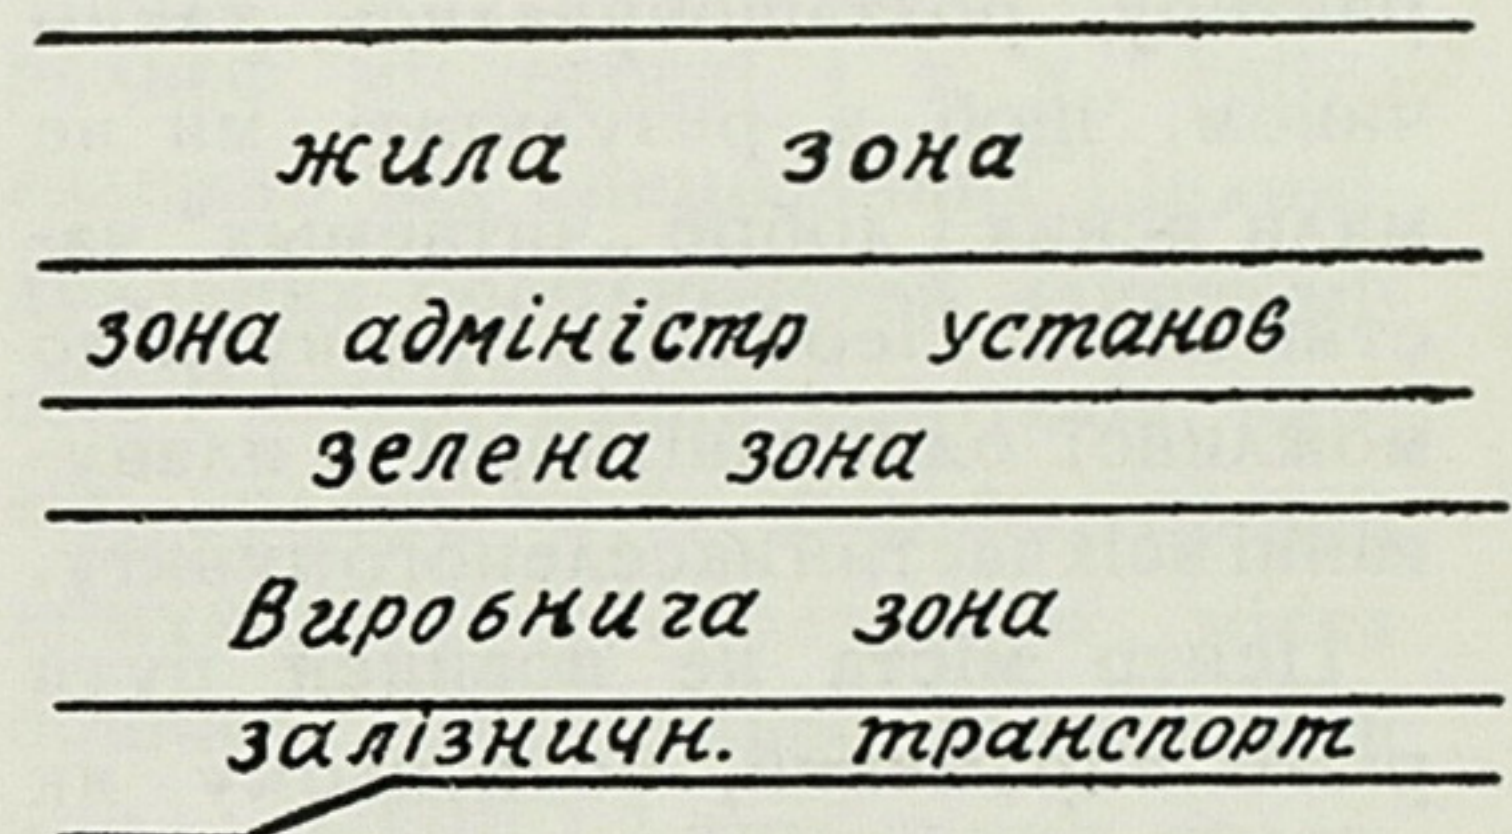 жила зона
зона адміністр установ
зелена зона
Виробнича зона
залізничн. транспорт